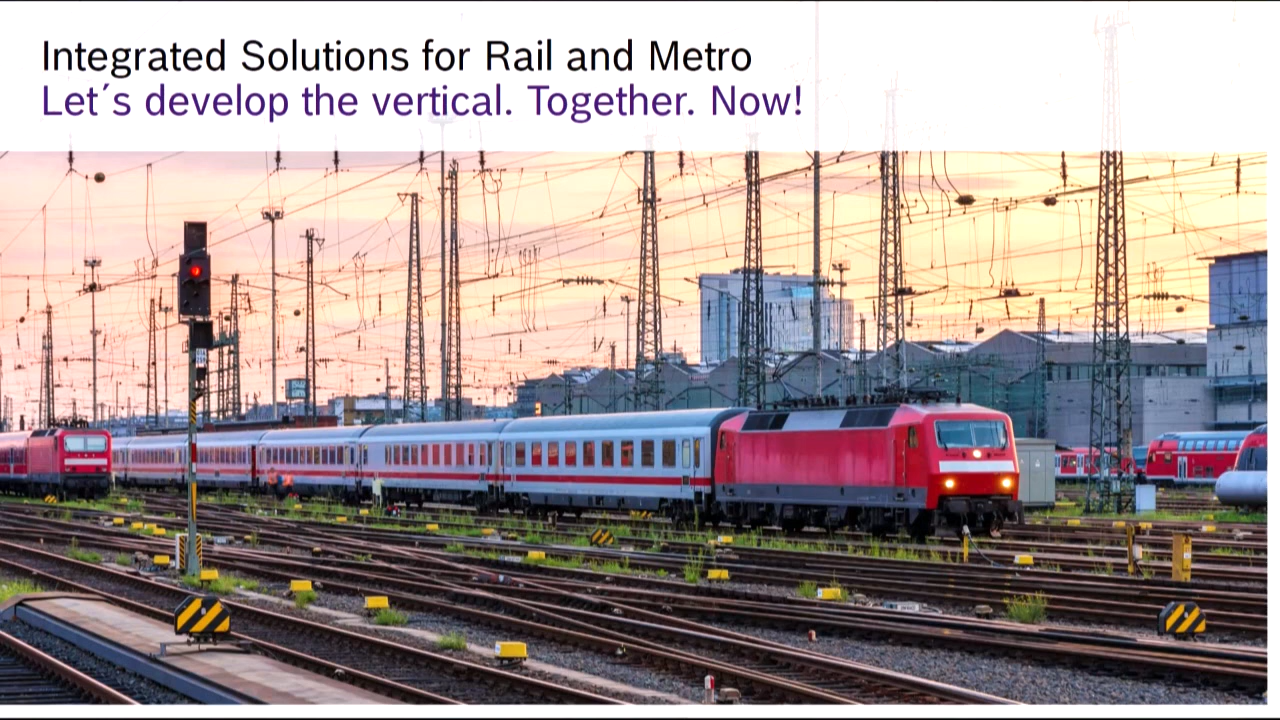 Integrated Solutions for Rail and Metro
Let´s develop the vertical. Together. Now!